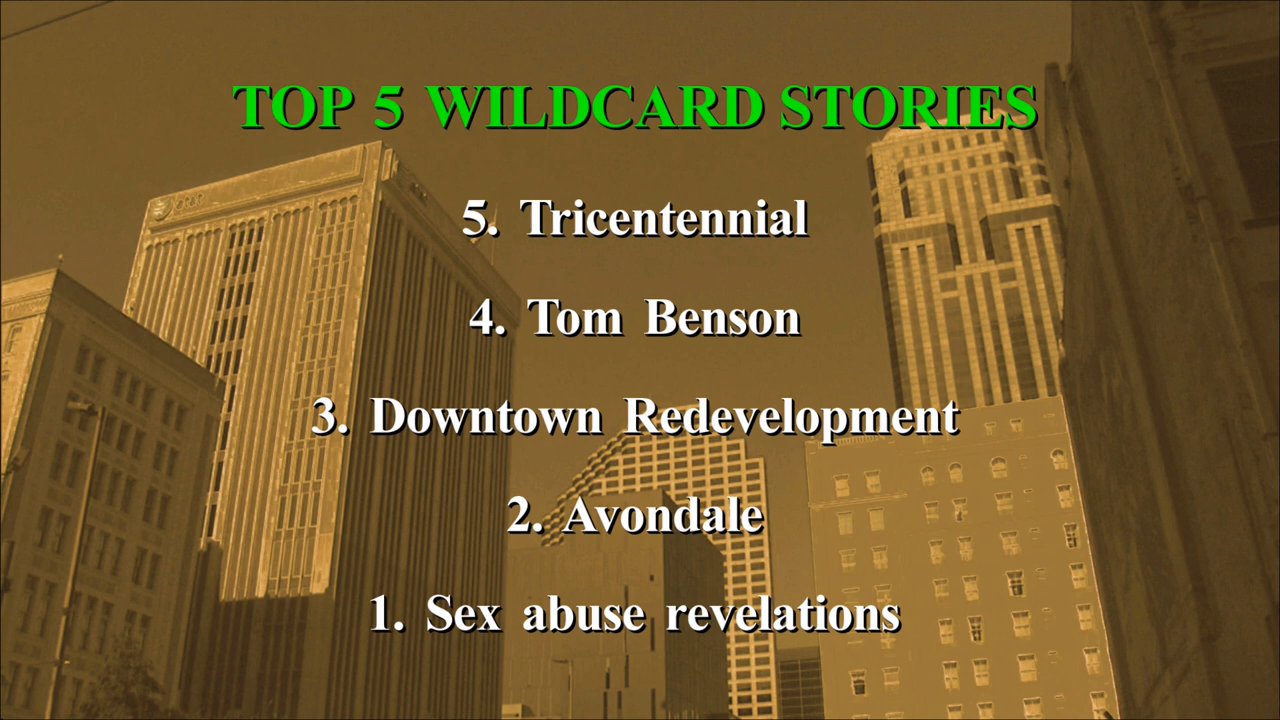 TOP 5 WILDCARD STORIES
5. Tricentennial
4. Tom Benson
3. Downtown Redevelopment
2. Avondale
1. Sex abuse revelations